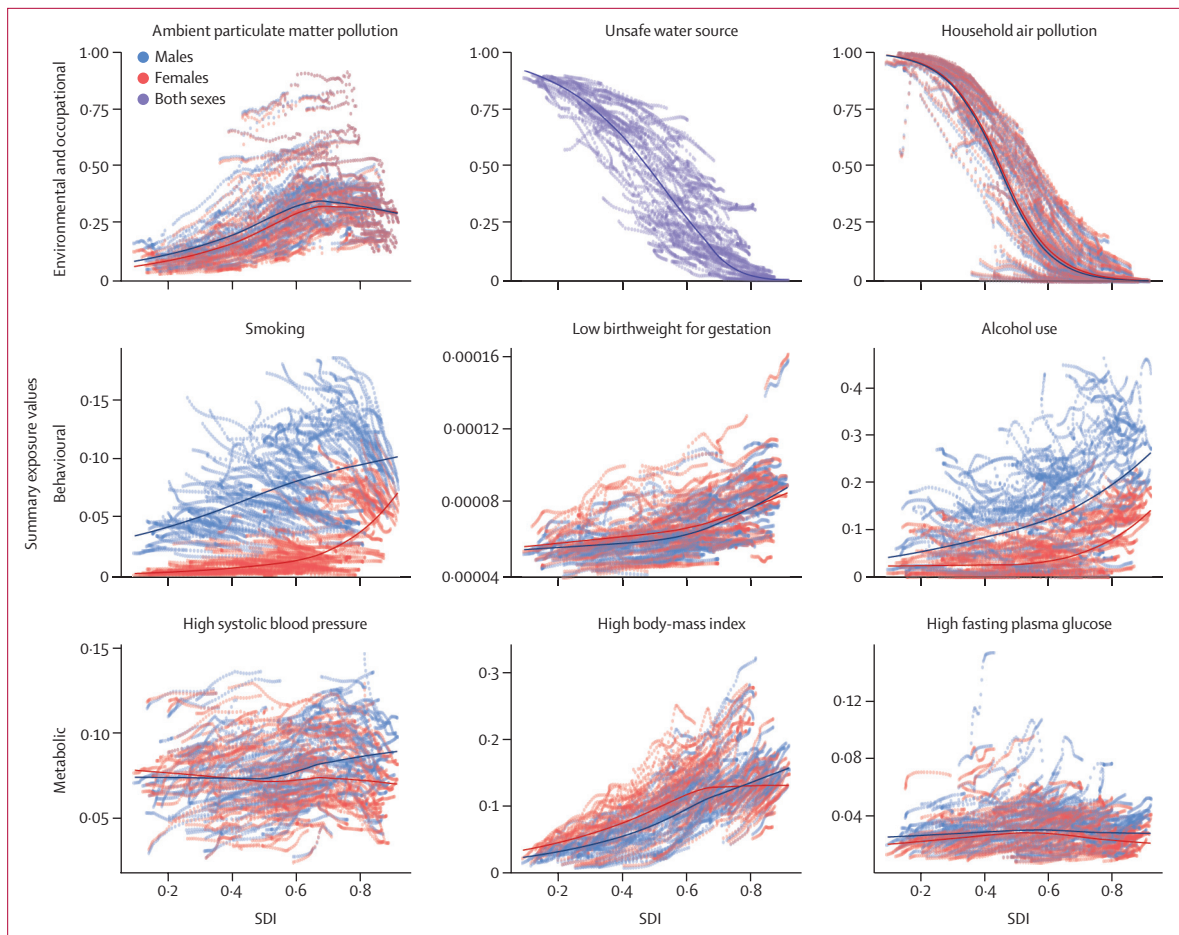 Ambient particulate matter pollution
Unsafe water source
Household air pollution
Males
Females
Both sexes
Environmental and occupational
1·00
0·75
0·50
0·25
0
1·00
0·75
0·50
0·25
0
1·00
0·75
0·50
0·25
0
Summary exposure values
Smoking
Low birthweight for gestation
Alcohol use
Behavioural
0·15
0·10
0·05
0
0·00016
0·00012
0·00008
0·00004
0·4
0·3
0·2
0·1
0
High systolic blood pressure
High body-mass index
High fasting plasma glucose
Metabolic
0·15
0·10
0·05
0·3
0·2
0·1
0
0·12
0·08
0·04
0·2 0·4 0·6 0·8
0·2 0·4 0·6 0·8
0·2 0·4 0·6 0·8
SDI
SDI
SDI